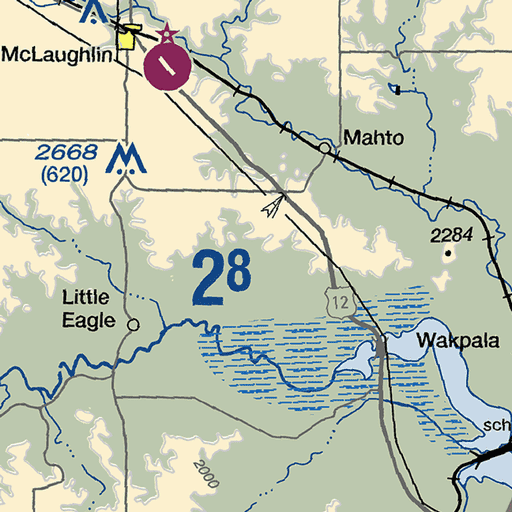 McLaughlin
Mahto
2668
(620)
2284
28
Little
Eagle
12
Wakpala
sch
2000